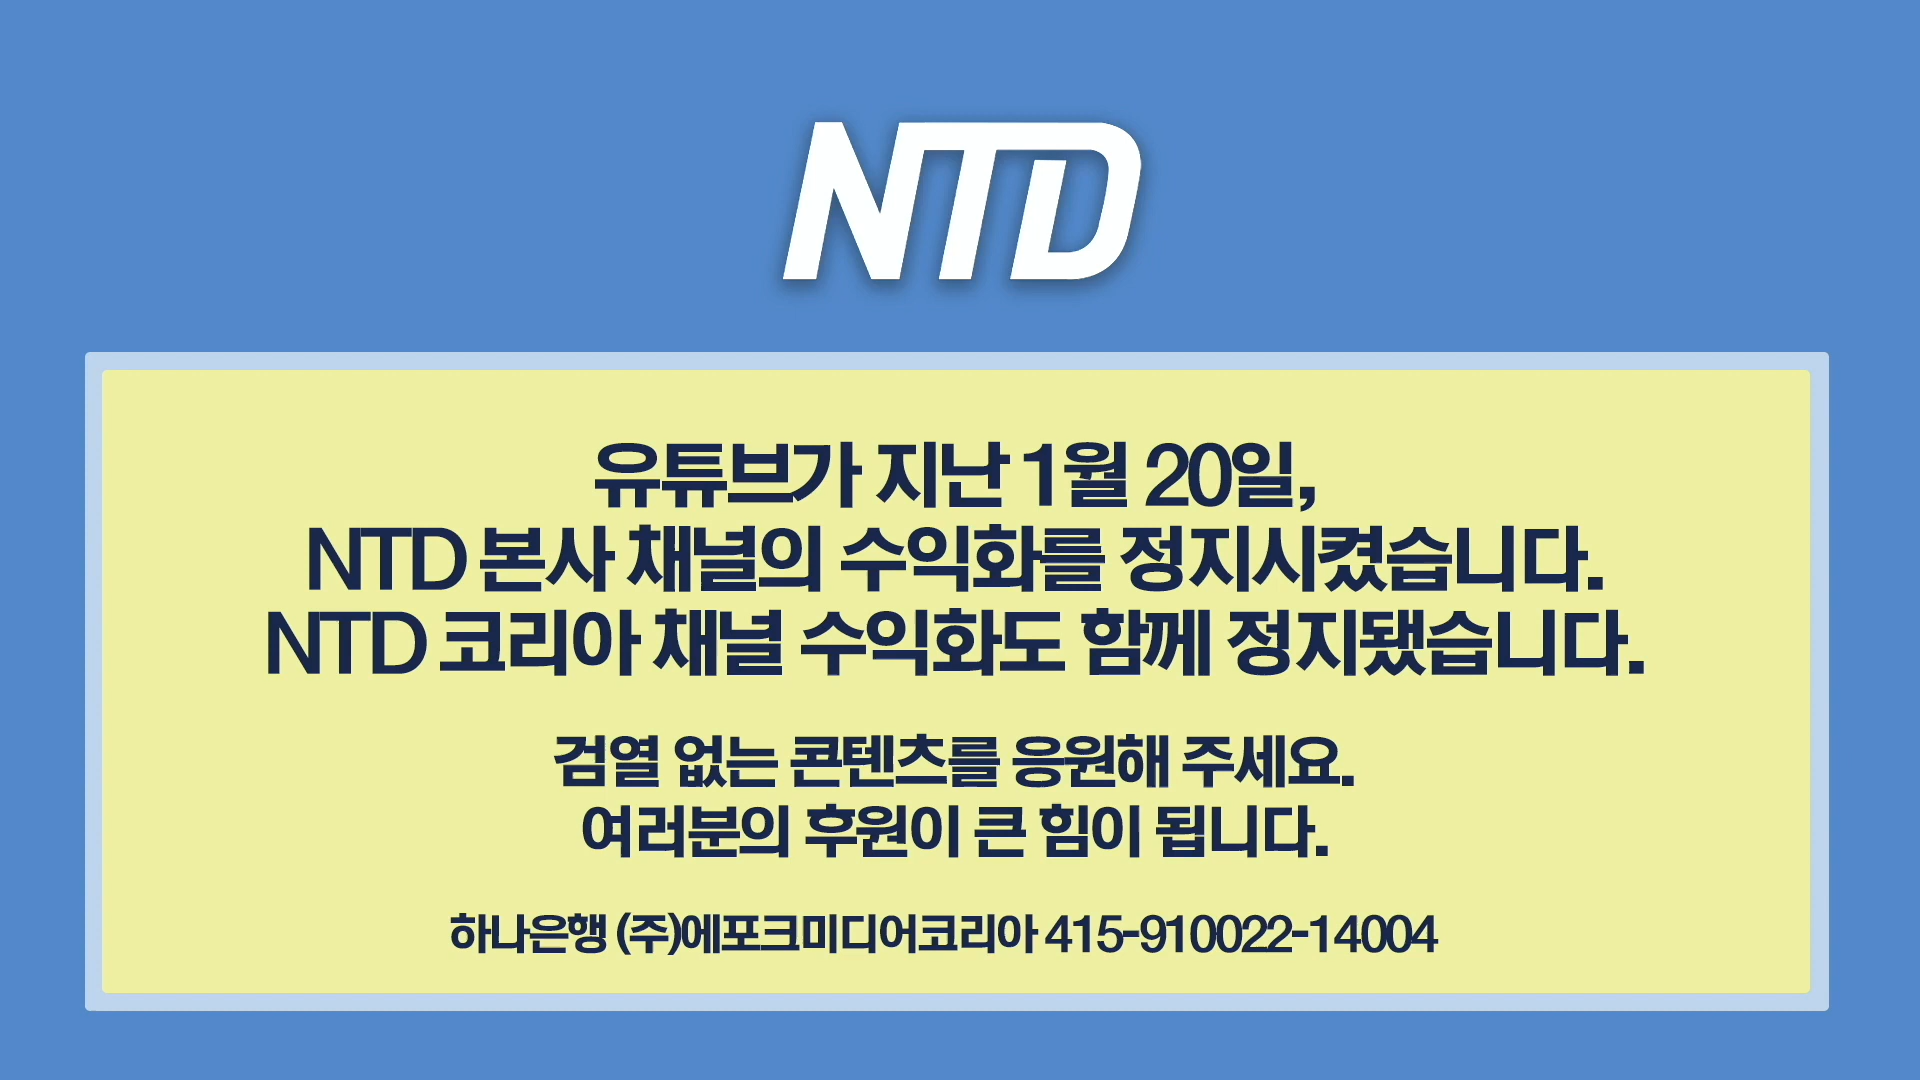 NTD
유튜브가 지난 1월 20일,
NTD 본사 채널의 수익화를 정지시켰습니다.
NTD 코리아 채널 수익화도 함께 정지됐습니다.
검열 없는 콘텐츠를 응원해 주세요.
여러분의 후원이 큰 힘이 됩니다.
하나은행 (주)에포크미디어코리아 415-910022-14004